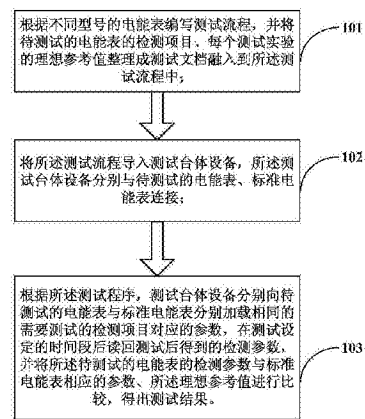 根据不同型号的电能表编写测试流程，并将
待测试的电能表的检测项目、每个测试实验
的理想参考值整理成测试文档融入到所述测
试流程中；
101
将所述测试流程导入测试台体设备，所述测
试台体设备分别与待测试的电能表、标准电
能表连接；
102
根据所述测试程序，测试台体设备分别向待
测试的电能表与标准电能表分别加载相同的
需要测试的检测项目对应的参数，在测试设
定的时间段后读回测试后得到的检测参数，
并将所述待测试的电能表的检测参数与标准
电能表相应的参数、所述理想参考值进行比
较，得出测试结果。
103